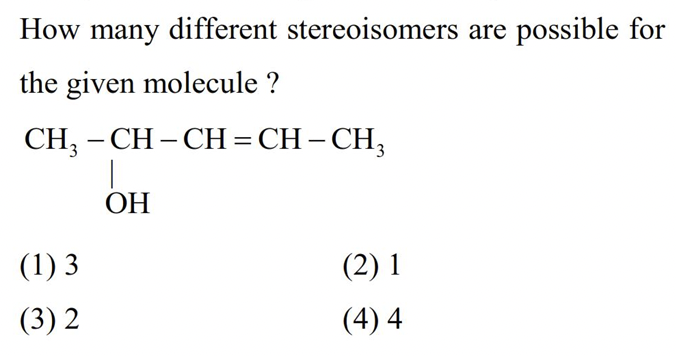 How many different stereoisomers are possible for
the given molecule ?
CH₃ – CH – CH = CH – CH₃
|
OH
(1) 3 (2) 1
(3) 2 (4) 4